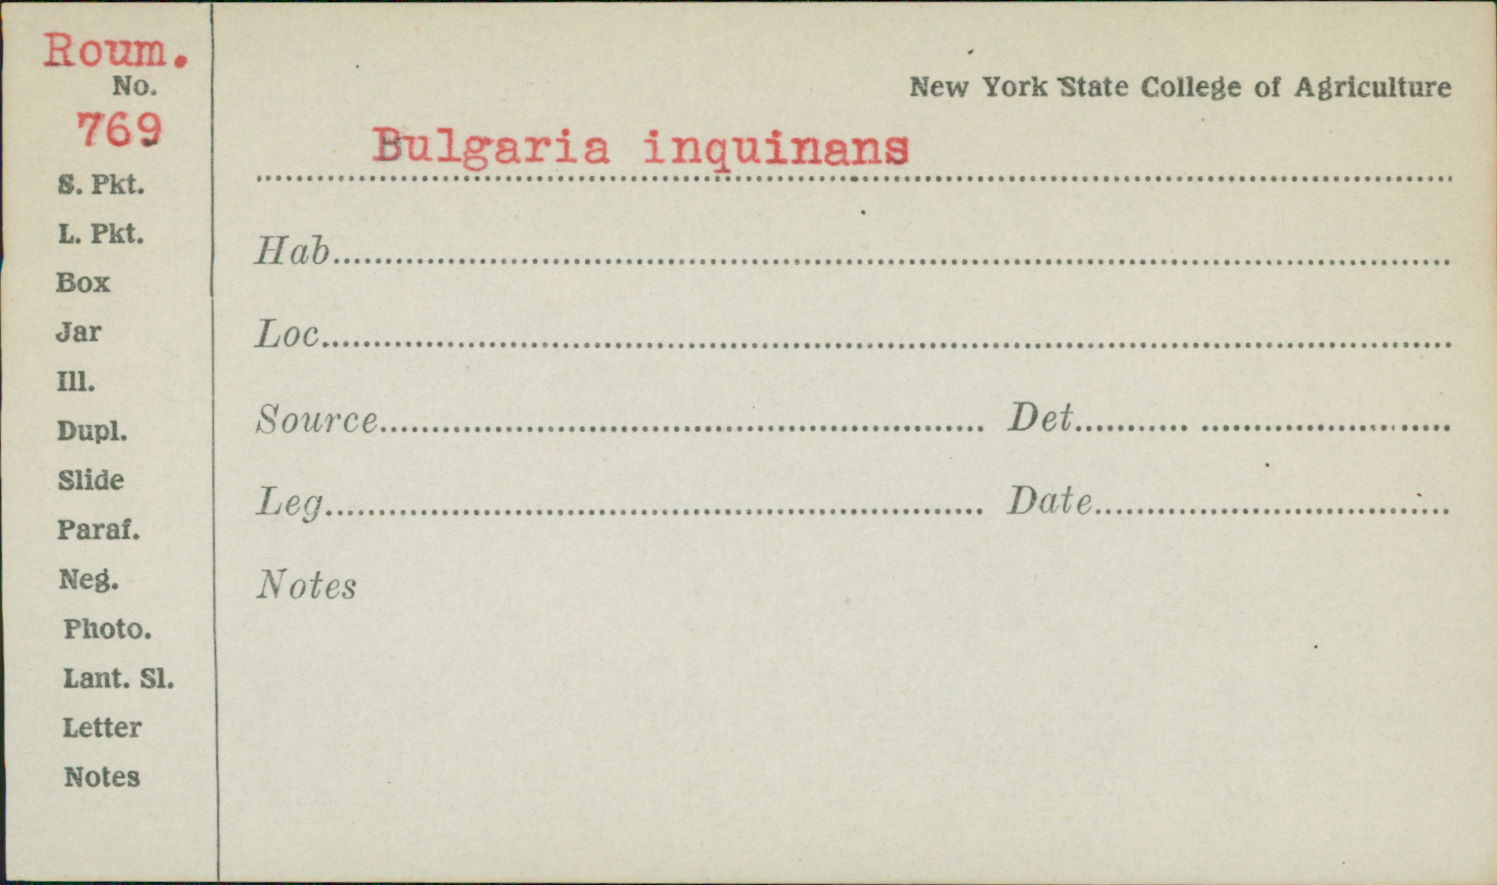 Roum.
No.
769
S. Pkt.
L. Pkt.
Box
Jar
Ill.
Dupl.
Slide
Paraf.
Neg.
Photo.
Lant. Sl.
Letter
Notes
New York State College of Agriculture
Bulgaria inquinans
Hab
Loc
Source Det
Leg Date
Notes